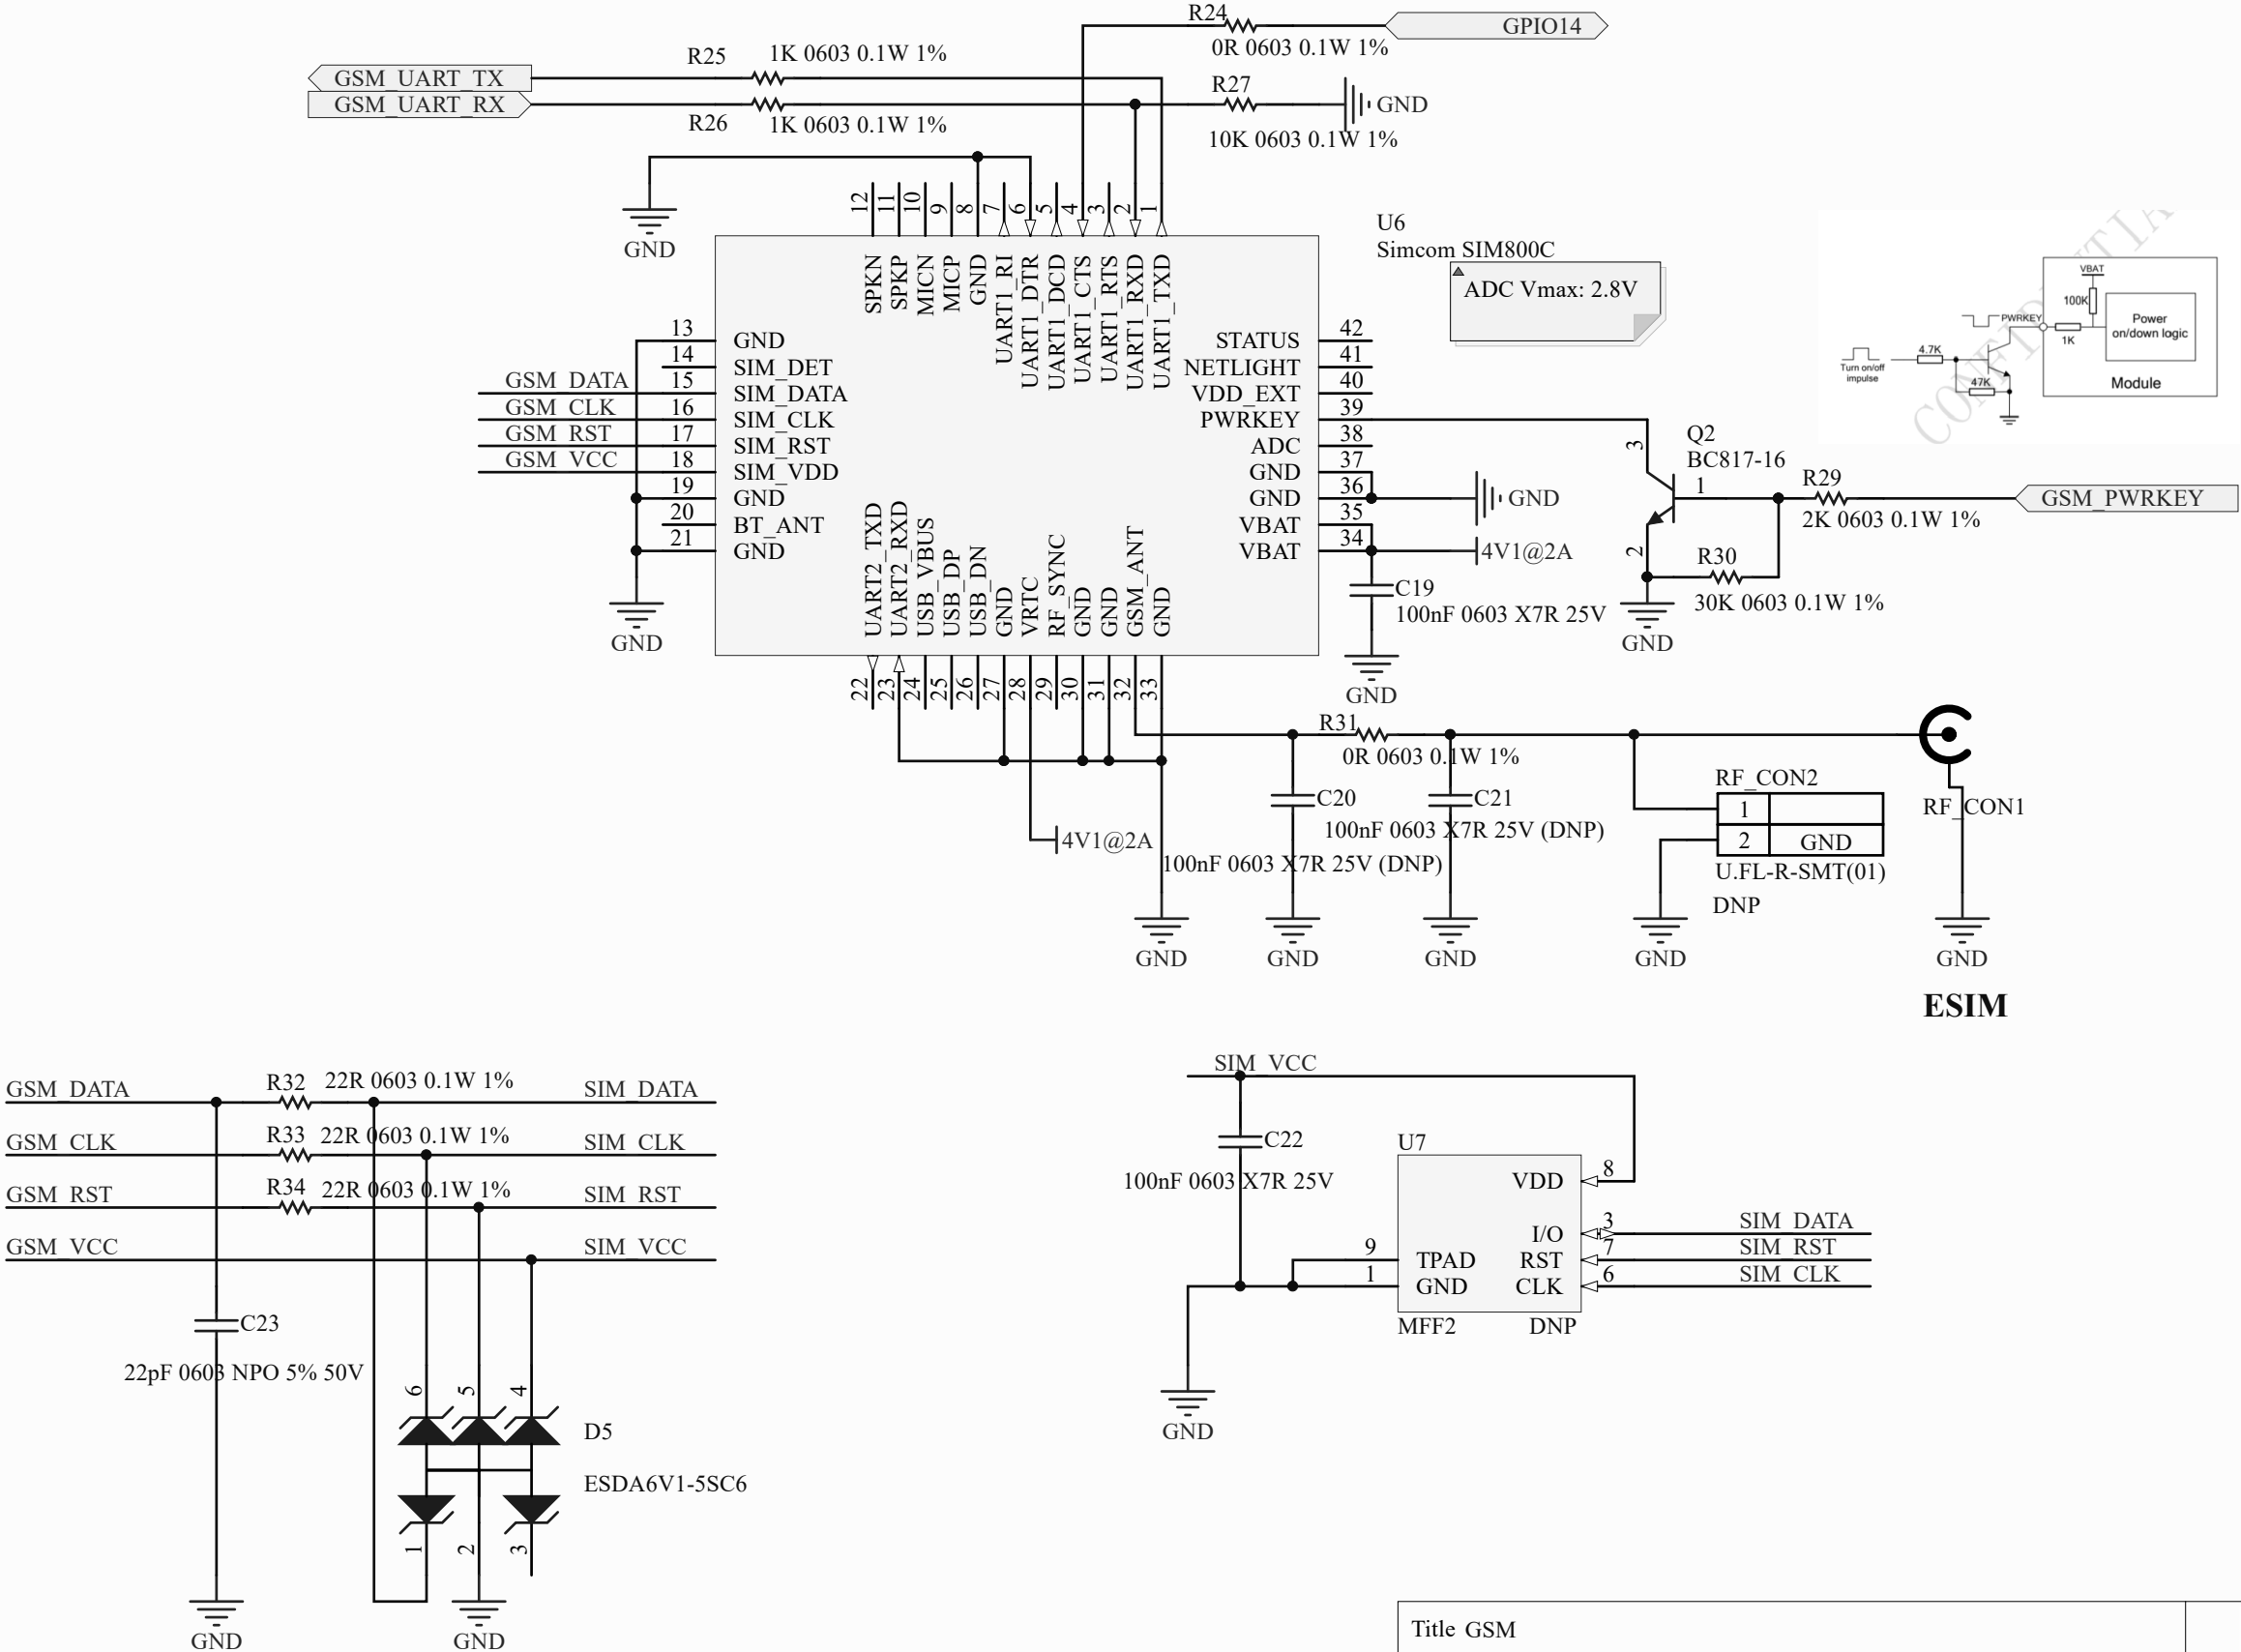 R24
GPIO14
0R 0603 0.1W 1%
R25
1K 0603 0.1W 1%
GSM_UART_TX
R27
GSM_UART_RX
GND
R26
1K 0603 0.1W 1%
10K 0603 0.1W 1%
12
11
10
9
8
7
6
5
4
3
2
1
GND
U6
Simcom SIM800C
ADC Vmax: 2.8V
SPKN
SPKP
MICN
MICP
GND
UART1_RI
UART1_DTR
UART1_DCD
UART1_CTS
UART1_RTS
UART1_RXD
UART1_TXD
13 GND
14 SIM_DET
GSM_DATA 15 SIM_DATA
GSM_CLK 16 SIM_CLK
GSM_RST 17 SIM_RST
GSM_VCC 18 SIM_VDD
19 GND
20 BT_ANT
21 GND
GND
STATUS 42
NETLIGHT 41
VDD_EXT 40
PWRKEY 39
ADC 38
GND 37
GND 36
VBAT 35
VBAT 34
GND
4V1@2A
C19
100nF 0603 X7R 25V
GND
VBAT
100K
PWRKEY
Power
on/down logic
1K
4.7K
Turn on/off
impulse
47K
Module
3
Q2
BC817-16
1
R29
GSM_PWRKEY
2K 0603 0.1W 1%
2
R30
30K 0603 0.1W 1%
GND
UART2_TXD
UART2_RXD
USB_VBUS
USB_DP
USB_DN
GND
VRTC
RF_SYNC
GND
GND
GSM_ANT
GND
22
23
24
25
26
27
28
29
30
31
32
33
R31
0R 0603 0.1W 1%
C20
C21
100nF 0603 X7R 25V (DNP)
4V1@2A
100nF 0603 X7R 25V (DNP)
RF_CON2
1
2 GND
U.FL-R-SMT(01)
DNP
RF_CON1
GND
GND
GND
GND
GND
ESIM
GSM_DATA R32 22R 0603 0.1W 1% SIM_DATA
GSM_CLK R33 22R 0603 0.1W 1% SIM_CLK
GSM_RST R34 22R 0603 0.1W 1% SIM_RST
GSM_VCC SIM_VCC
C23
22pF 0603 NPO 5% 50V
6
5
4
D5
ESDA6V1-5SC6
1
2
3
GND
GND
SIM_VCC
C22
100nF 0603 X7R 25V
U7
VDD 8
I/O 3 SIM_DATA
9 TPAD RST 7 SIM_RST
1 GND CLK 6 SIM_CLK
MFF2 DNP
GND
Title GSM